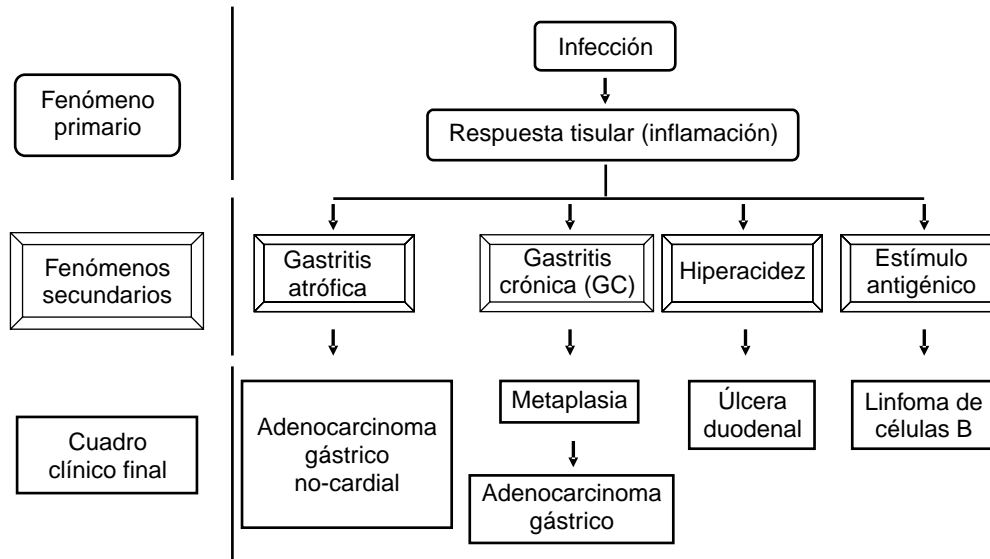 Infección
Fenómeno
primario
Respuesta tisular (inflamación)
Fenómenos
secundarios
Gastritis
atrófica
Gastritis
crónica (GC)
Hiperacidez
Estímulo
antigénico
Cuadro
clínico final
Adenocarcinoma
gástrico
no-cardial
Metaplasia
Adenocarcinoma
gástrico
Úlcera
duodenal
Linfoma de
células B